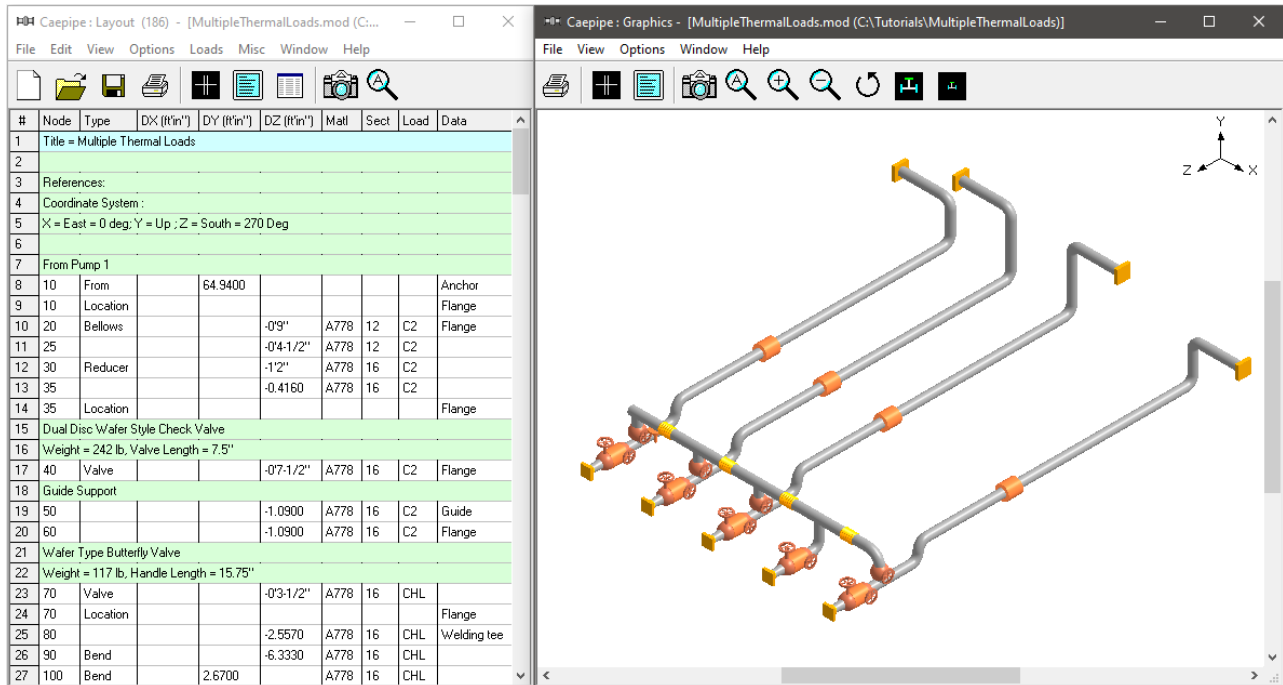 Caepipe : Layout (186) - [MultipleThermalLoads.mod (C:...
File Edit View Options Loads Misc Window Help
# Node Type DX (ft'in") DY (ft'in") DZ (ft'in") Matl Sect Load Data
1 Title = Multiple Thermal Loads
2
3 References:
4 Coordinate System :
5 X = East = 0 deg; Y = Up ; Z = South = 270 Deg
6
7 From Pump 1
8 10 From 64.9400 Anchor
9 10 Location Flange
10 20 Bellows -0'9" A778 12 C2 Flange
11 25 -0'4-1/2" A778 12 C2
12 30 Reducer -1'2" A778 16 C2
13 35 -0.4160 A778 16 C2
14 35 Location Flange
15 Dual Disc Wafer Style Check Valve
16 Weight = 242 lb, Valve Length = 7.5"
17 40 Valve -0'7-1/2" A778 16 C2 Flange
18 Guide Support
19 50 -1.0900 A778 16 C2 Guide
20 60 -1.0900 A778 16 C2 Flange
21 Wafer Type Butterfly Valve
22 Weight = 117 lb, Handle Length = 15.75"
23 70 Valve -0'3-1/2" A778 16 CHL
24 70 Location Flange
25 80 -2.5570 A778 16 CHL Welding tee
26 90 Bend -6.3330 A778 16 CHL
27 100 Bend 2.6700 A778 16 CHL
Caepipe : Graphics - [MultipleThermalLoads.mod (C:\Tutorials\MultipleThermalLoads)]
File View Options Window Help
Y
Z X